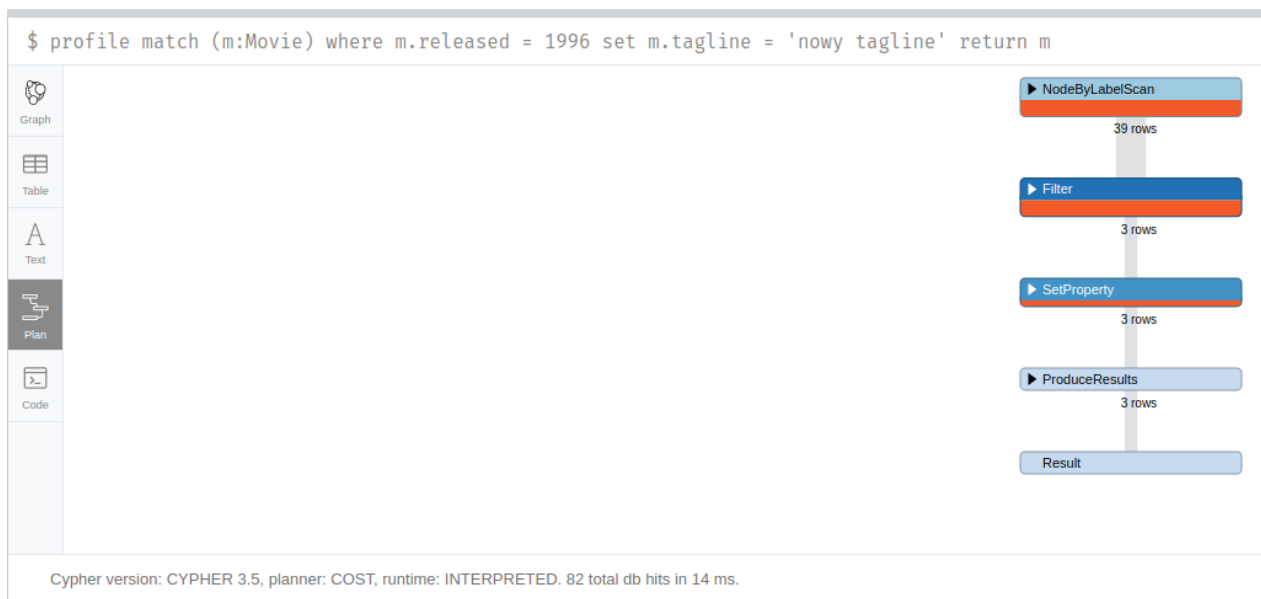 $ profile match (m:Movie) where m.released = 1996 set m.tagline = 'nowy tagline' return m
Graph
Table
Text
Plan
Code
NodeByLabelScan
39 rows
Filter
3 rows
SetProperty
3 rows
ProduceResults
3 rows
Result
Cypher version: CYPHER 3.5, planner: COST, runtime: INTERPRETED. 82 total db hits in 14 ms.